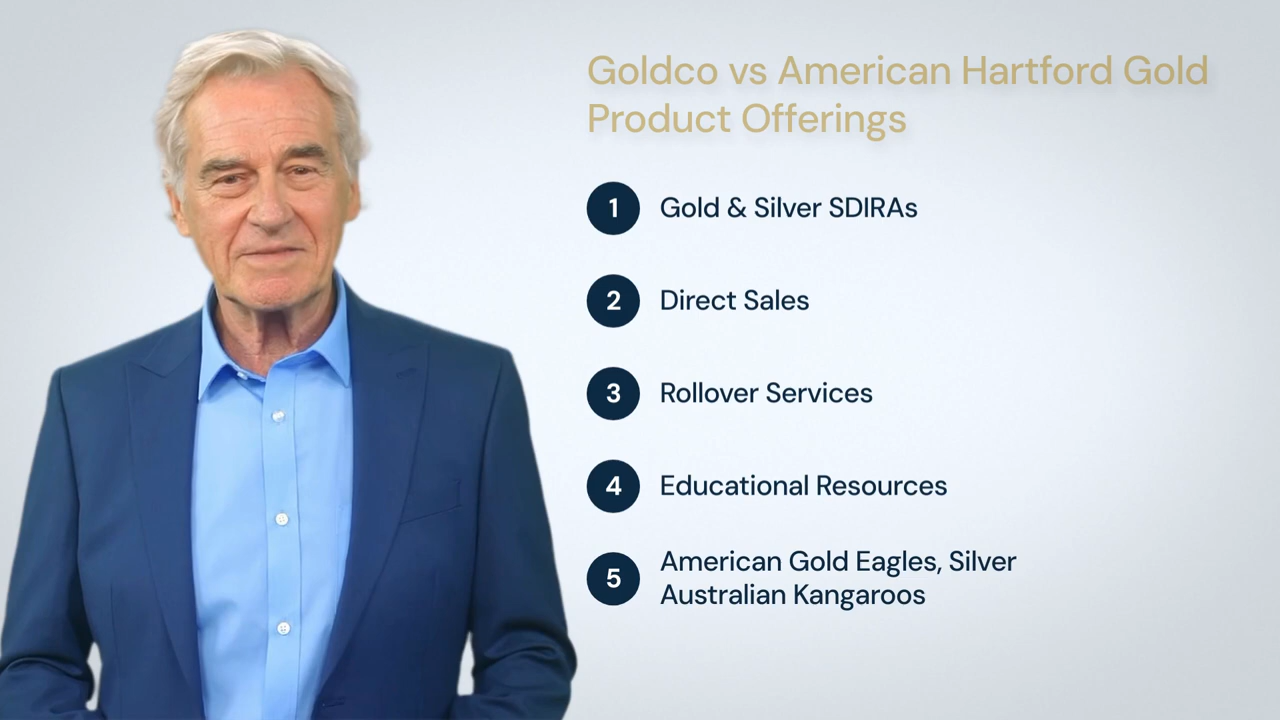 Goldco vs American Hartford Gold
Product Offerings
1 Gold & Silver SDIRAs
2 Direct Sales
3 Rollover Services
4 Educational Resources
5 American Gold Eagles, Silver
Australian Kangaroos